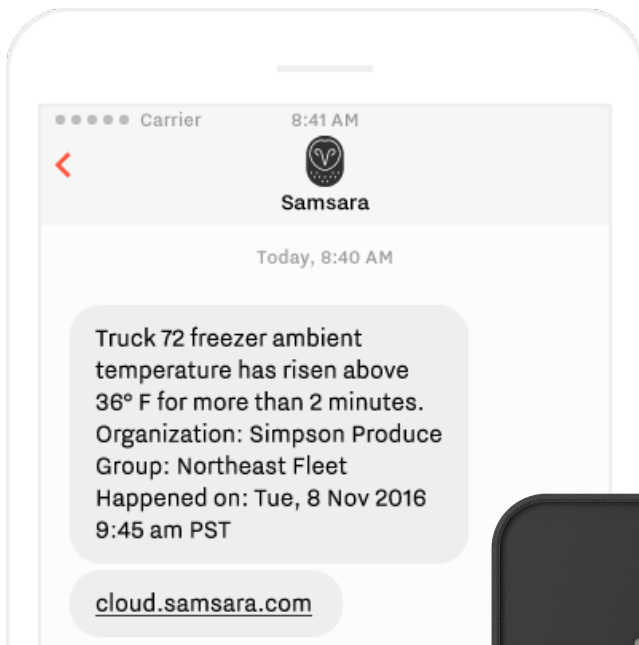 Carrier 8:41 AM
Samsara
Today, 8:40 AM
Truck 72 freezer ambient
temperature has risen above
36° F for more than 2 minutes.
Organization: Simpson Produce
Group: Northeast Fleet
Happened on: Tue, 8 Nov 2016
9:45 am PST
cloud.samsara.com